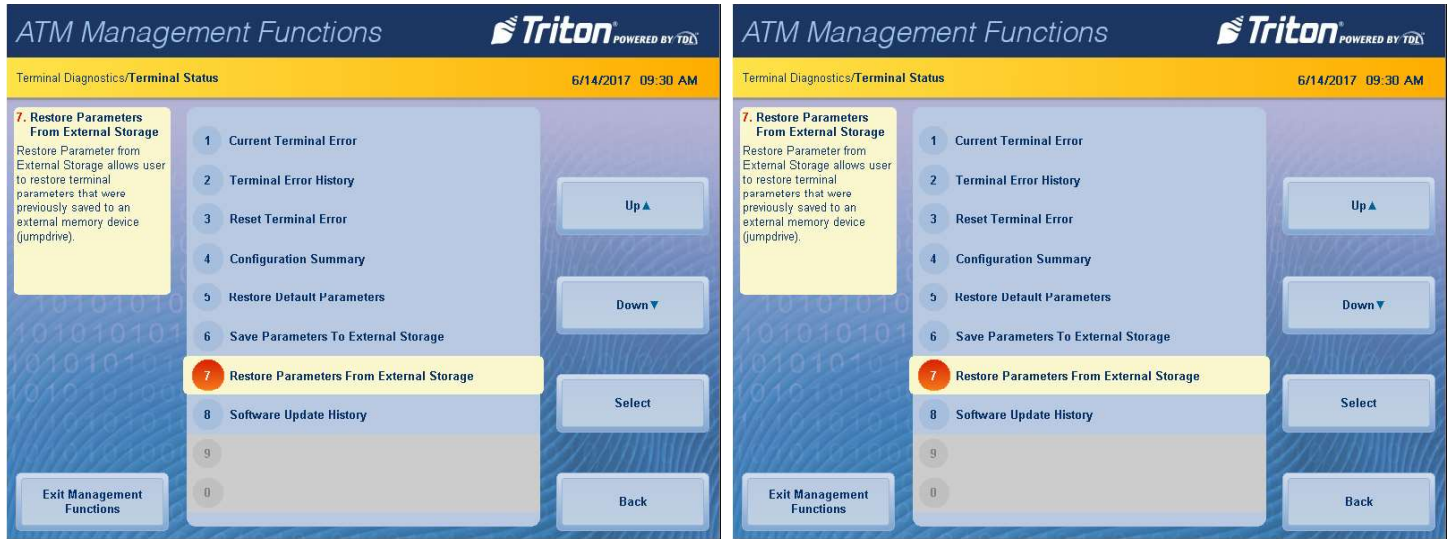 ATM Management Functions
Triton POWERED BY TDL
Terminal Diagnostics/Terminal Status
6/14/2017 09:30 AM
7. Restore Parameters
From External Storage
Restore Parameter from
External Storage allows user
to restore terminal
parameters that were
previously saved to an
external memory device
(jumpdrive).
1 Current Terminal Error
2 Terminal Error History
3 Reset Terminal Error
4 Configuration Summary
5 Restore Default Parameters
6 Save Parameters To External Storage
7 Restore Parameters From External Storage
8 Software Update History
9
0
Up▲
Down▼
Select
Back
Exit Management
Functions
ATM Management Functions
Triton POWERED BY TDL
Terminal Diagnostics/Terminal Status
6/14/2017 09:30 AM
7. Restore Parameters
From External Storage
Restore Parameter from
External Storage allows user
to restore terminal
parameters that were
previously saved to an
external memory device
(jumpdrive).
1 Current Terminal Error
2 Terminal Error History
3 Reset Terminal Error
4 Configuration Summary
5 Restore Default Parameters
6 Save Parameters To External Storage
7 Restore Parameters From External Storage
8 Software Update History
9
0
Up▲
Down▼
Select
Back
Exit Management
Functions